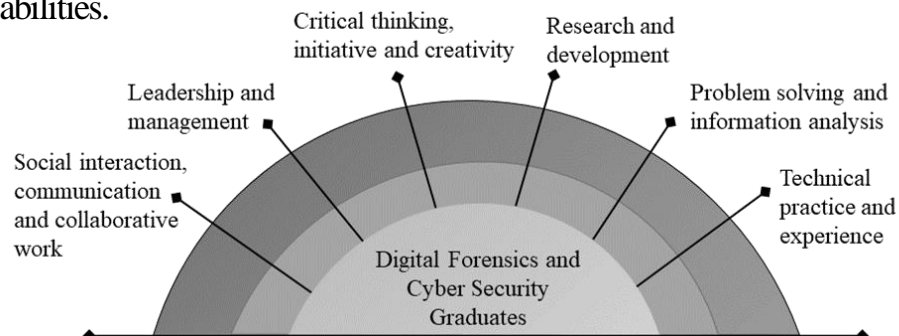 abilities.
Critical thinking,
initiative and creativity
Research and
development
Leadership and
management
Problem solving and
information analysis
Social interaction,
communication
and collaborative
work
Technical
practice and
experience
Digital Forensics and
Cyber Security
Graduates